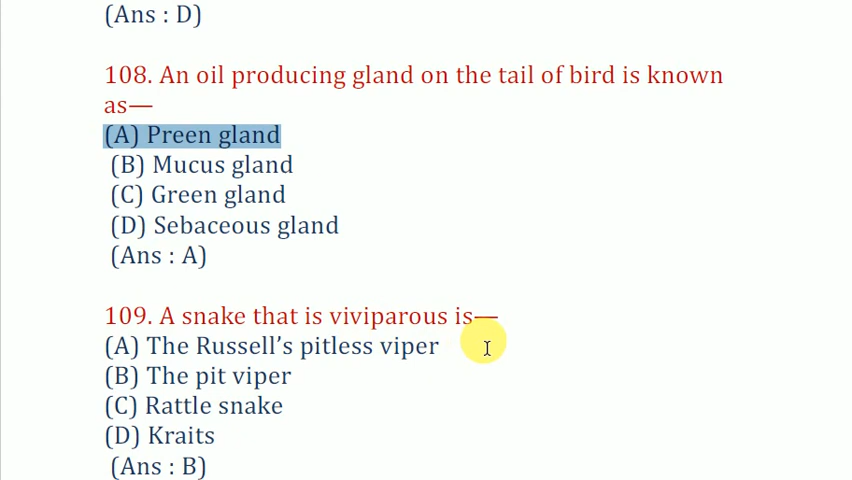 (Ans : D)
108. An oil producing gland on the tail of bird is known
as—
(A) Preen gland
(B) Mucus gland
(C) Green gland
(D) Sebaceous gland
(Ans : A)
109. A snake that is viviparous is—
(A) The Russell’s pitless viper
(B) The pit viper
(C) Rattle snake
(D) Kraits
(Ans : B)